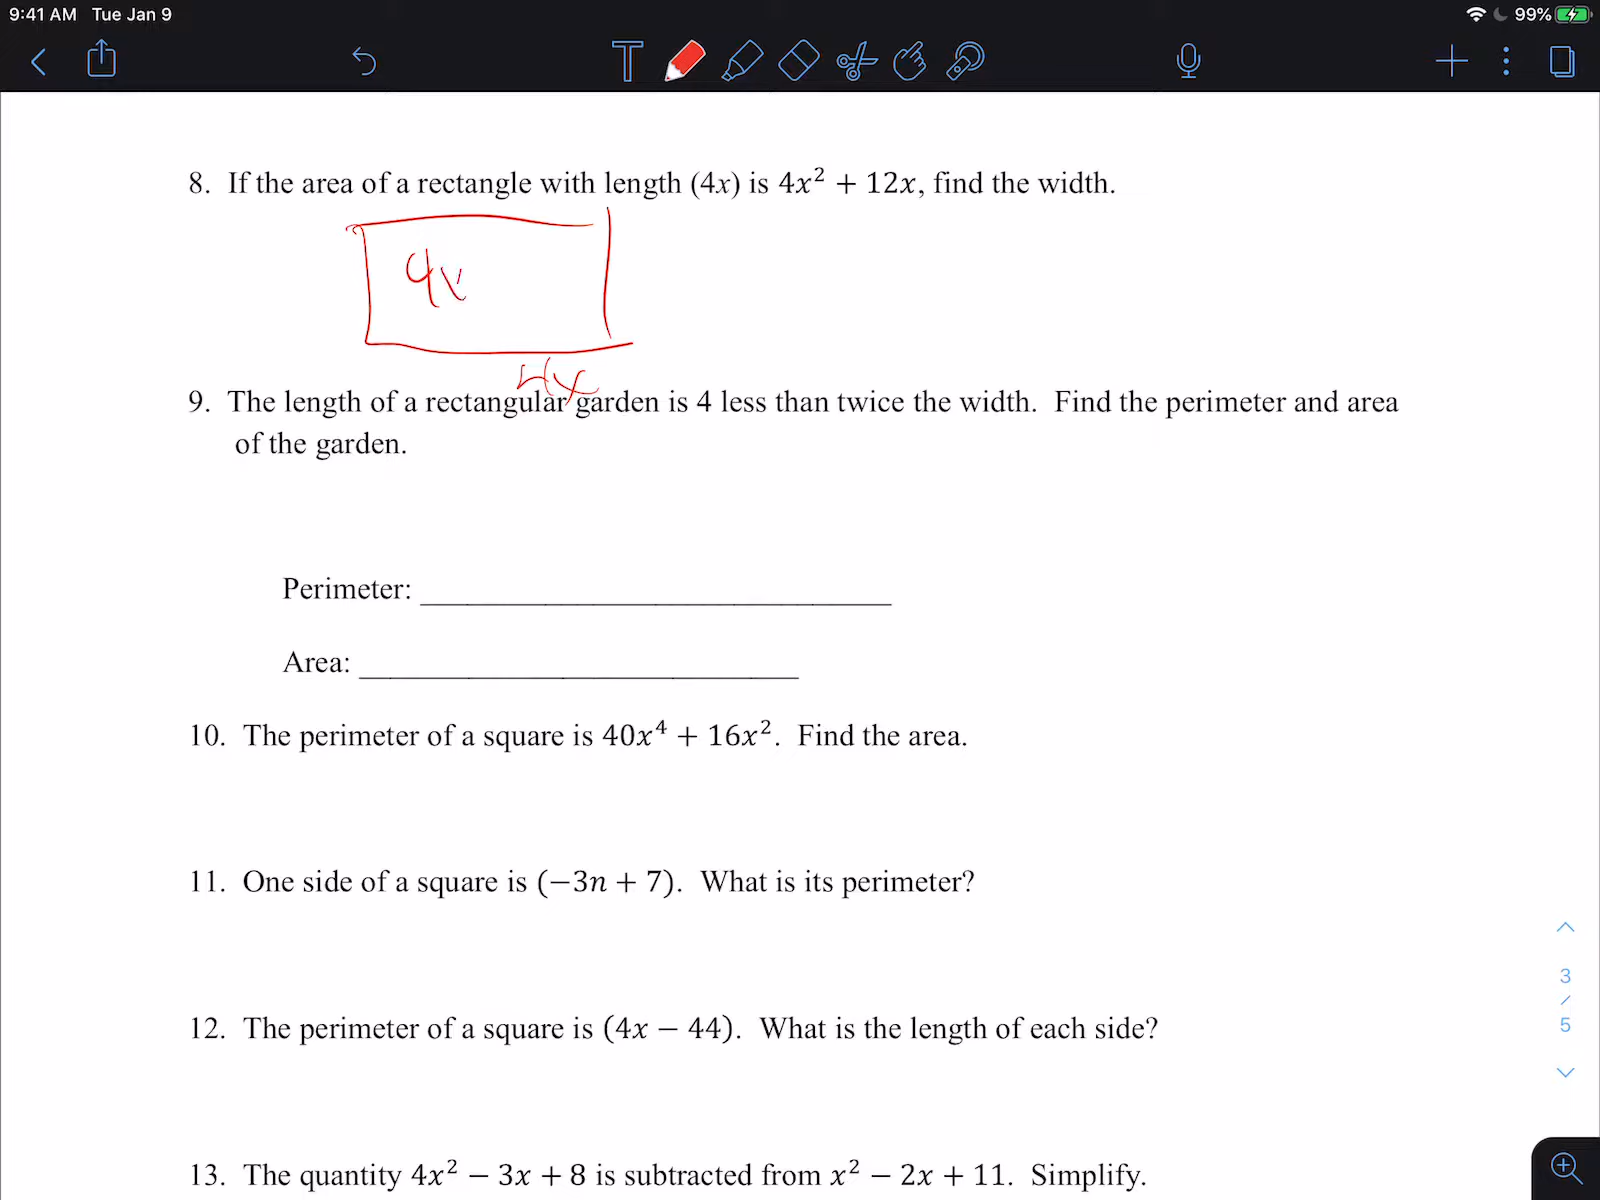 9:41 AM Tue Jan 9 99%
8. If the area of a rectangle with length (4x) is 4x² + 12x, find the width.
4x
4x
9. The length of a rectangular garden is 4 less than twice the width. Find the perimeter and area
of the garden.
Perimeter: ____________________
Area: ____________________
10. The perimeter of a square is 40x⁴ + 16x². Find the area.
11. One side of a square is (−3n + 7). What is its perimeter?
3
/
5
12. The perimeter of a square is (4x − 44). What is the length of each side?
13. The quantity 4x² − 3x + 8 is subtracted from x² − 2x + 11. Simplify.